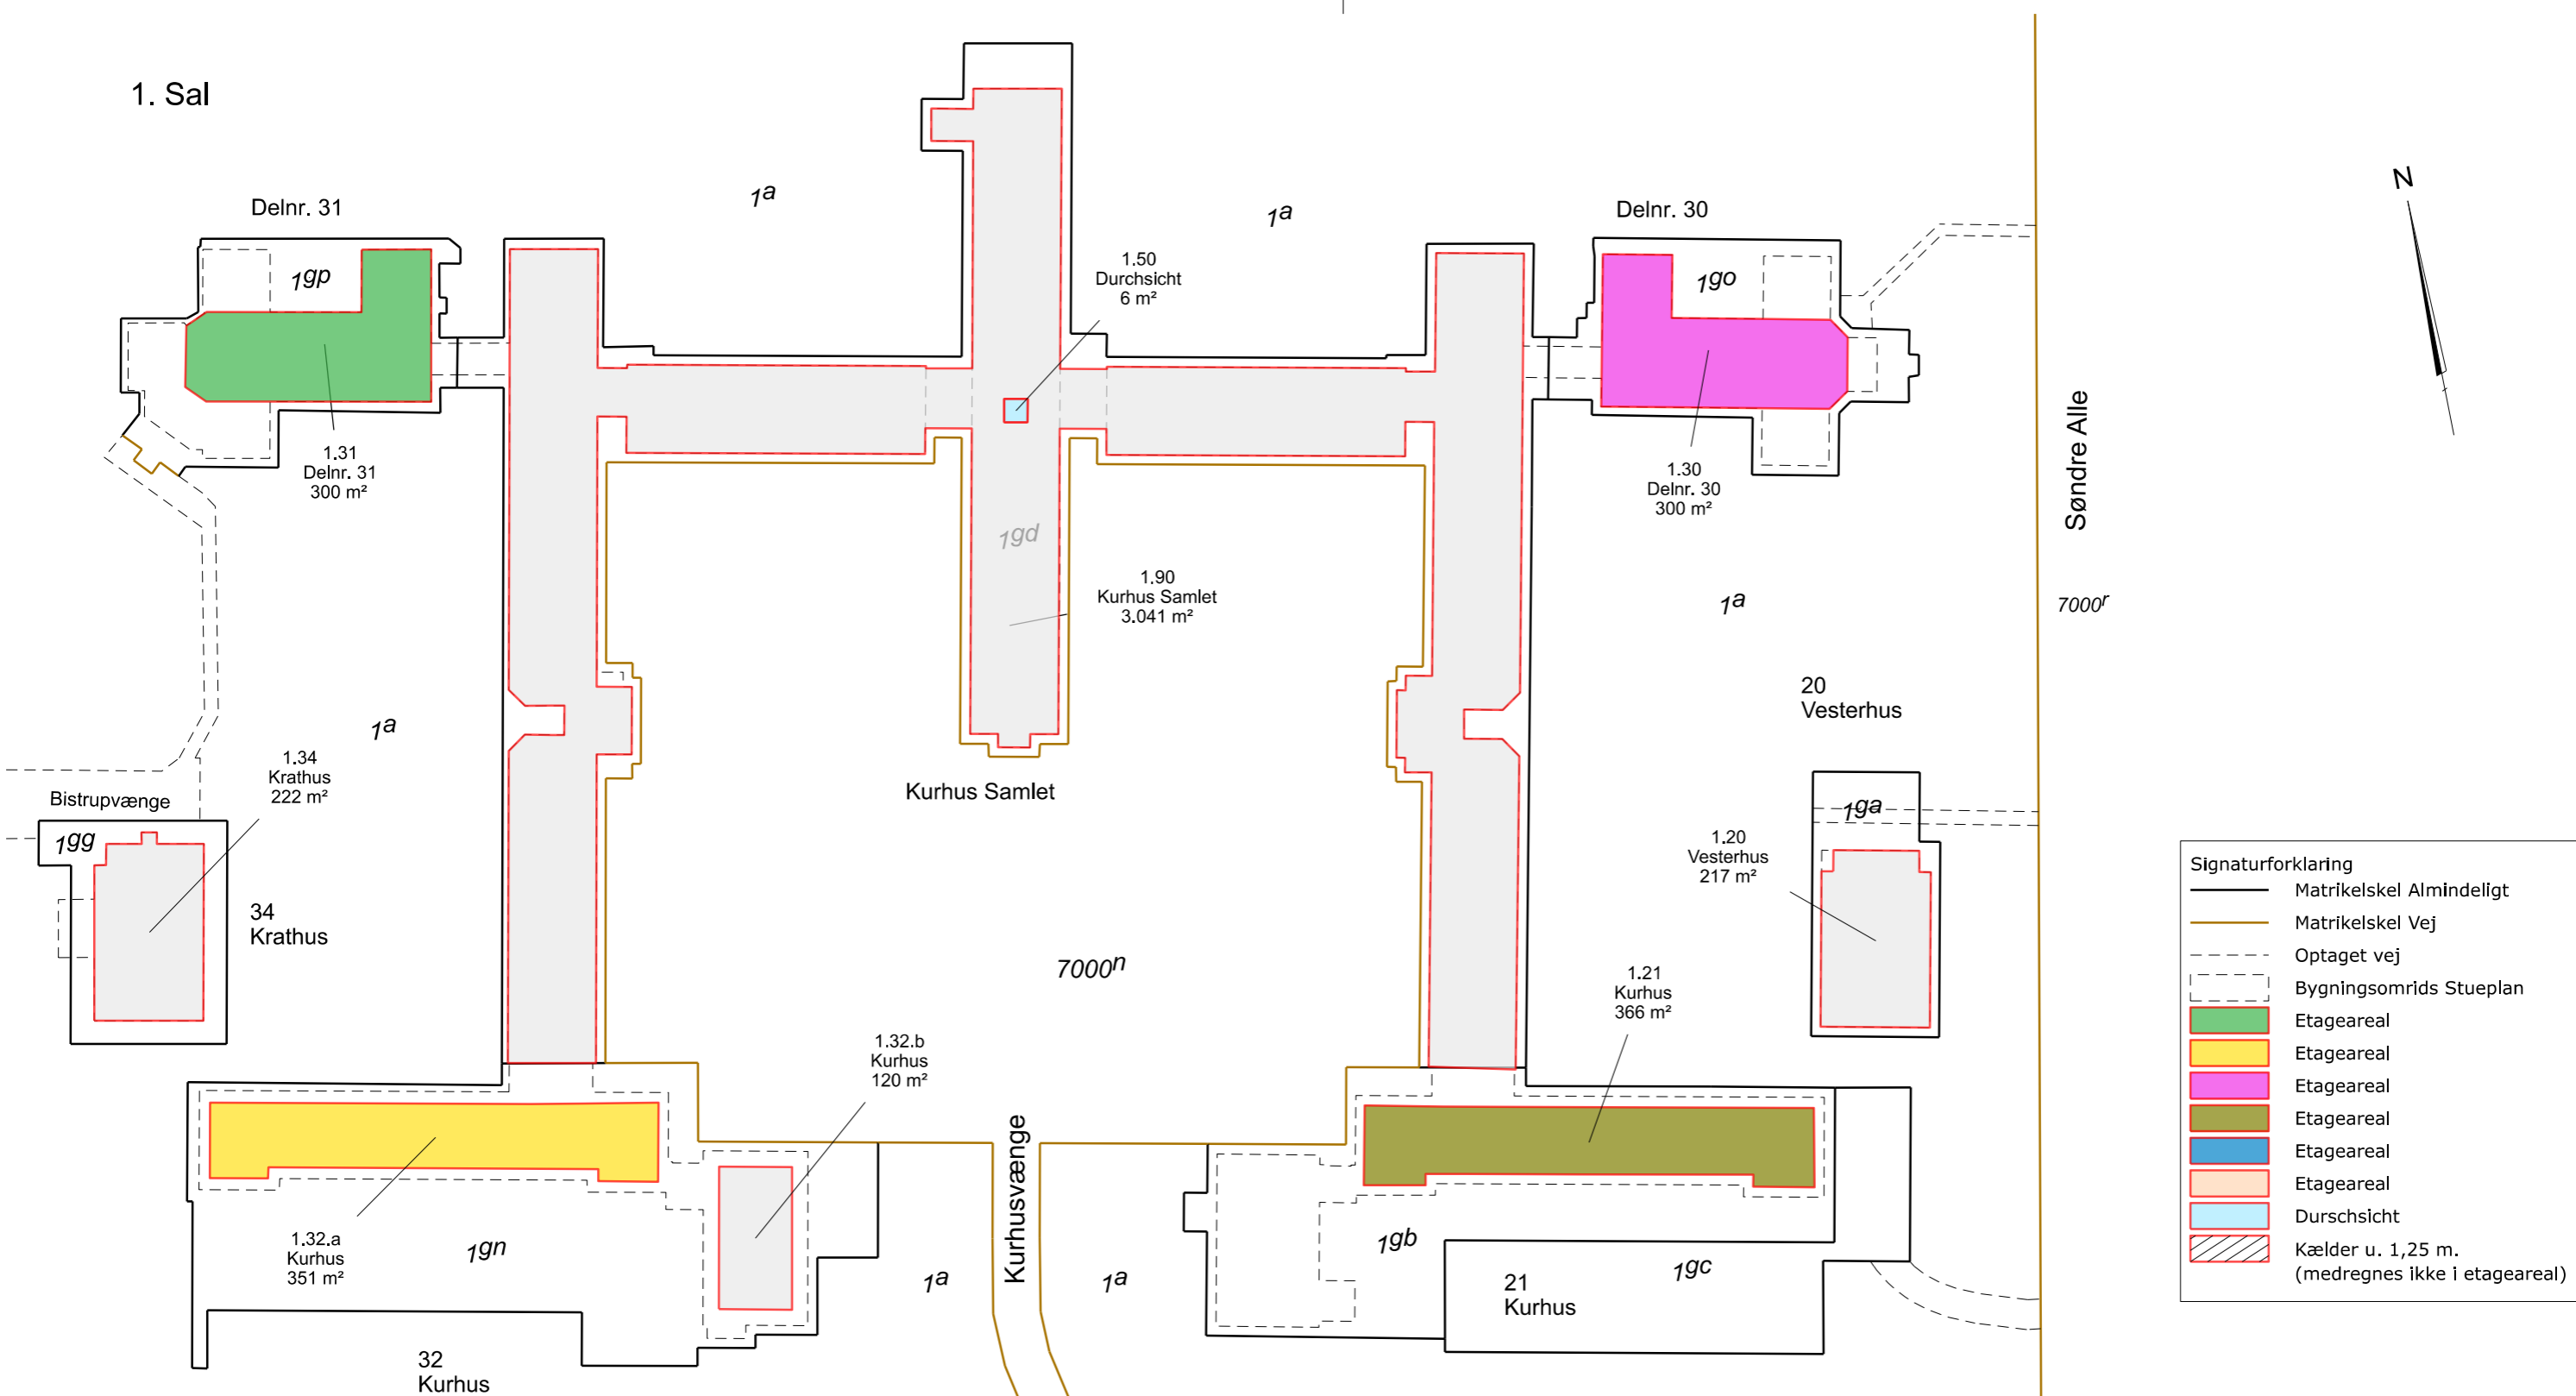 1. Sal
Delnr. 31
1gp
1.31
Delnr. 31
300 m²
1a
1a
1.50
Durchsicht
6 m²
Delnr. 30
1go
1.30
Delnr. 30
300 m²
N
Søndre Alle
7000r
1gd
1.90
Kurhus Samlet
3.041 m²
Kurhus Samlet
1a
20
Vesterhus
1ga
1.20
Vesterhus
217 m²
1a
1.34
Krathus
222 m²
Bistrupvænge
1gg
34
Krathus
7000n
1.32.b
Kurhus
120 m²
1.21
Kurhus
366 m²
1.32.a
Kurhus
351 m²
1gn
32
Kurhus
Kurhusvænge
1a
1a
1gb
1gc
21
Kurhus
Signaturforklaring
Matrikelskel Almindeligt
Matrikelskel Vej
Optaget vej
Bygningsomrids Stueplan
Etageareal
Etageareal
Etageareal
Etageareal
Etageareal
Etageareal
Durschsicht
Kælder u. 1,25 m.
(medregnes ikke i etageareal)